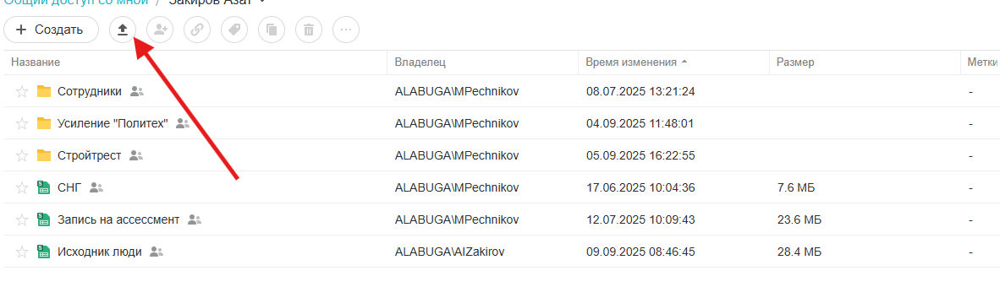 Общий доступ со мной / Закиров Азат
+ Создать
Название Владелец Время изменения Размер Метки
Сотрудники ALABUGA\MPechnikov 08.07.2025 13:21:24 -
Усиление "Политех" ALABUGA\MPechnikov 04.09.2025 11:48:01 -
Стройтрест ALABUGA\MPechnikov 05.09.2025 16:22:55 -
S СНГ ALABUGA\MPechnikov 17.06.2025 10:04:36 7.6 МБ -
S Запись на ассессмент ALABUGA\MPechnikov 12.07.2025 10:09:43 23.6 МБ -
S Исходник люди ALABUGA\AIZakirov 09.09.2025 08:46:45 28.4 МБ -